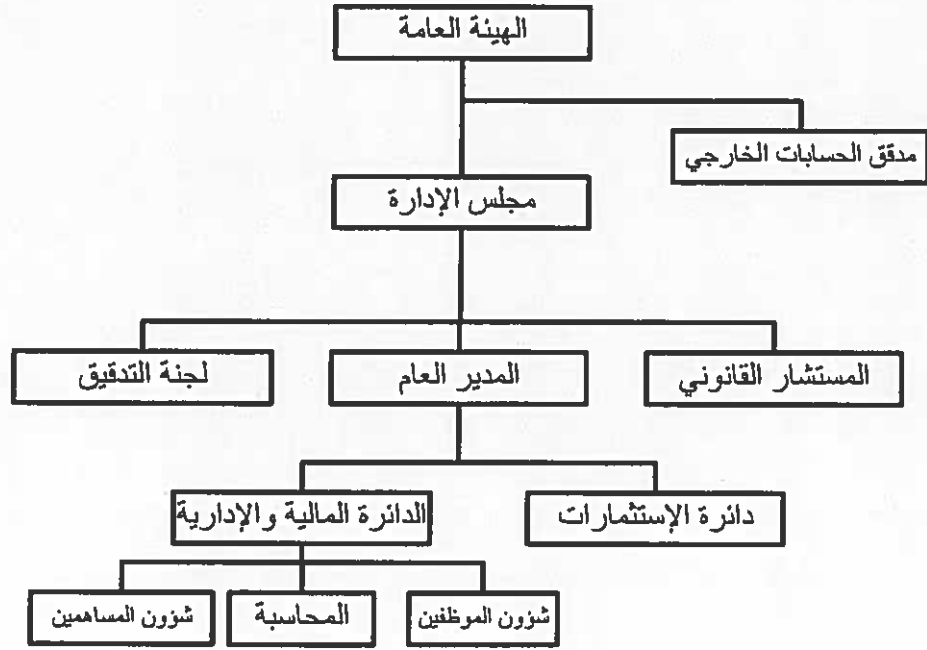 الهيئة العامة
مدقق الحسابات الخارجي
مجلس الإدارة
المستشار القانوني
المدير العام
لجنة التدقيق
دائرة الإستثمارات
الدائرة المالية والإدارية
شؤون الموظفين
المحاسبة
شؤون المساهمين